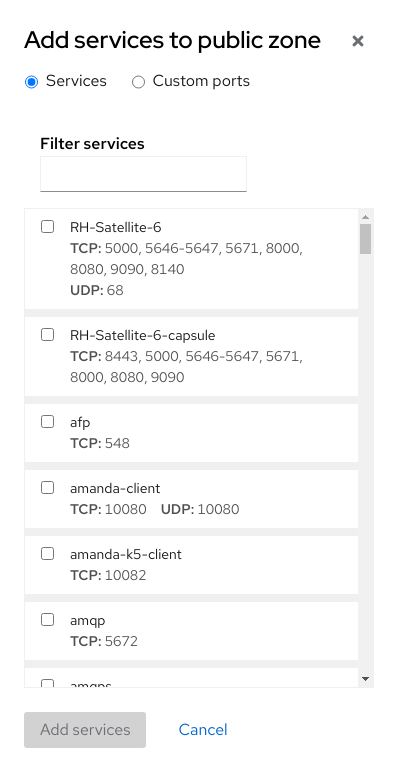 Add services to public zone
Services Custom ports
Filter services
RH-Satellite-6
TCP: 5000, 5646-5647, 5671, 8000,
8080, 9090, 8140
UDP: 68
RH-Satellite-6-capsule
TCP: 8443, 5000, 5646-5647, 5671,
8000, 8080, 9090
afp
TCP: 548
amanda-client
TCP: 10080 UDP: 10080
amanda-k5-client
TCP: 10082
amqp
TCP: 5672
amqps
Add services Cancel